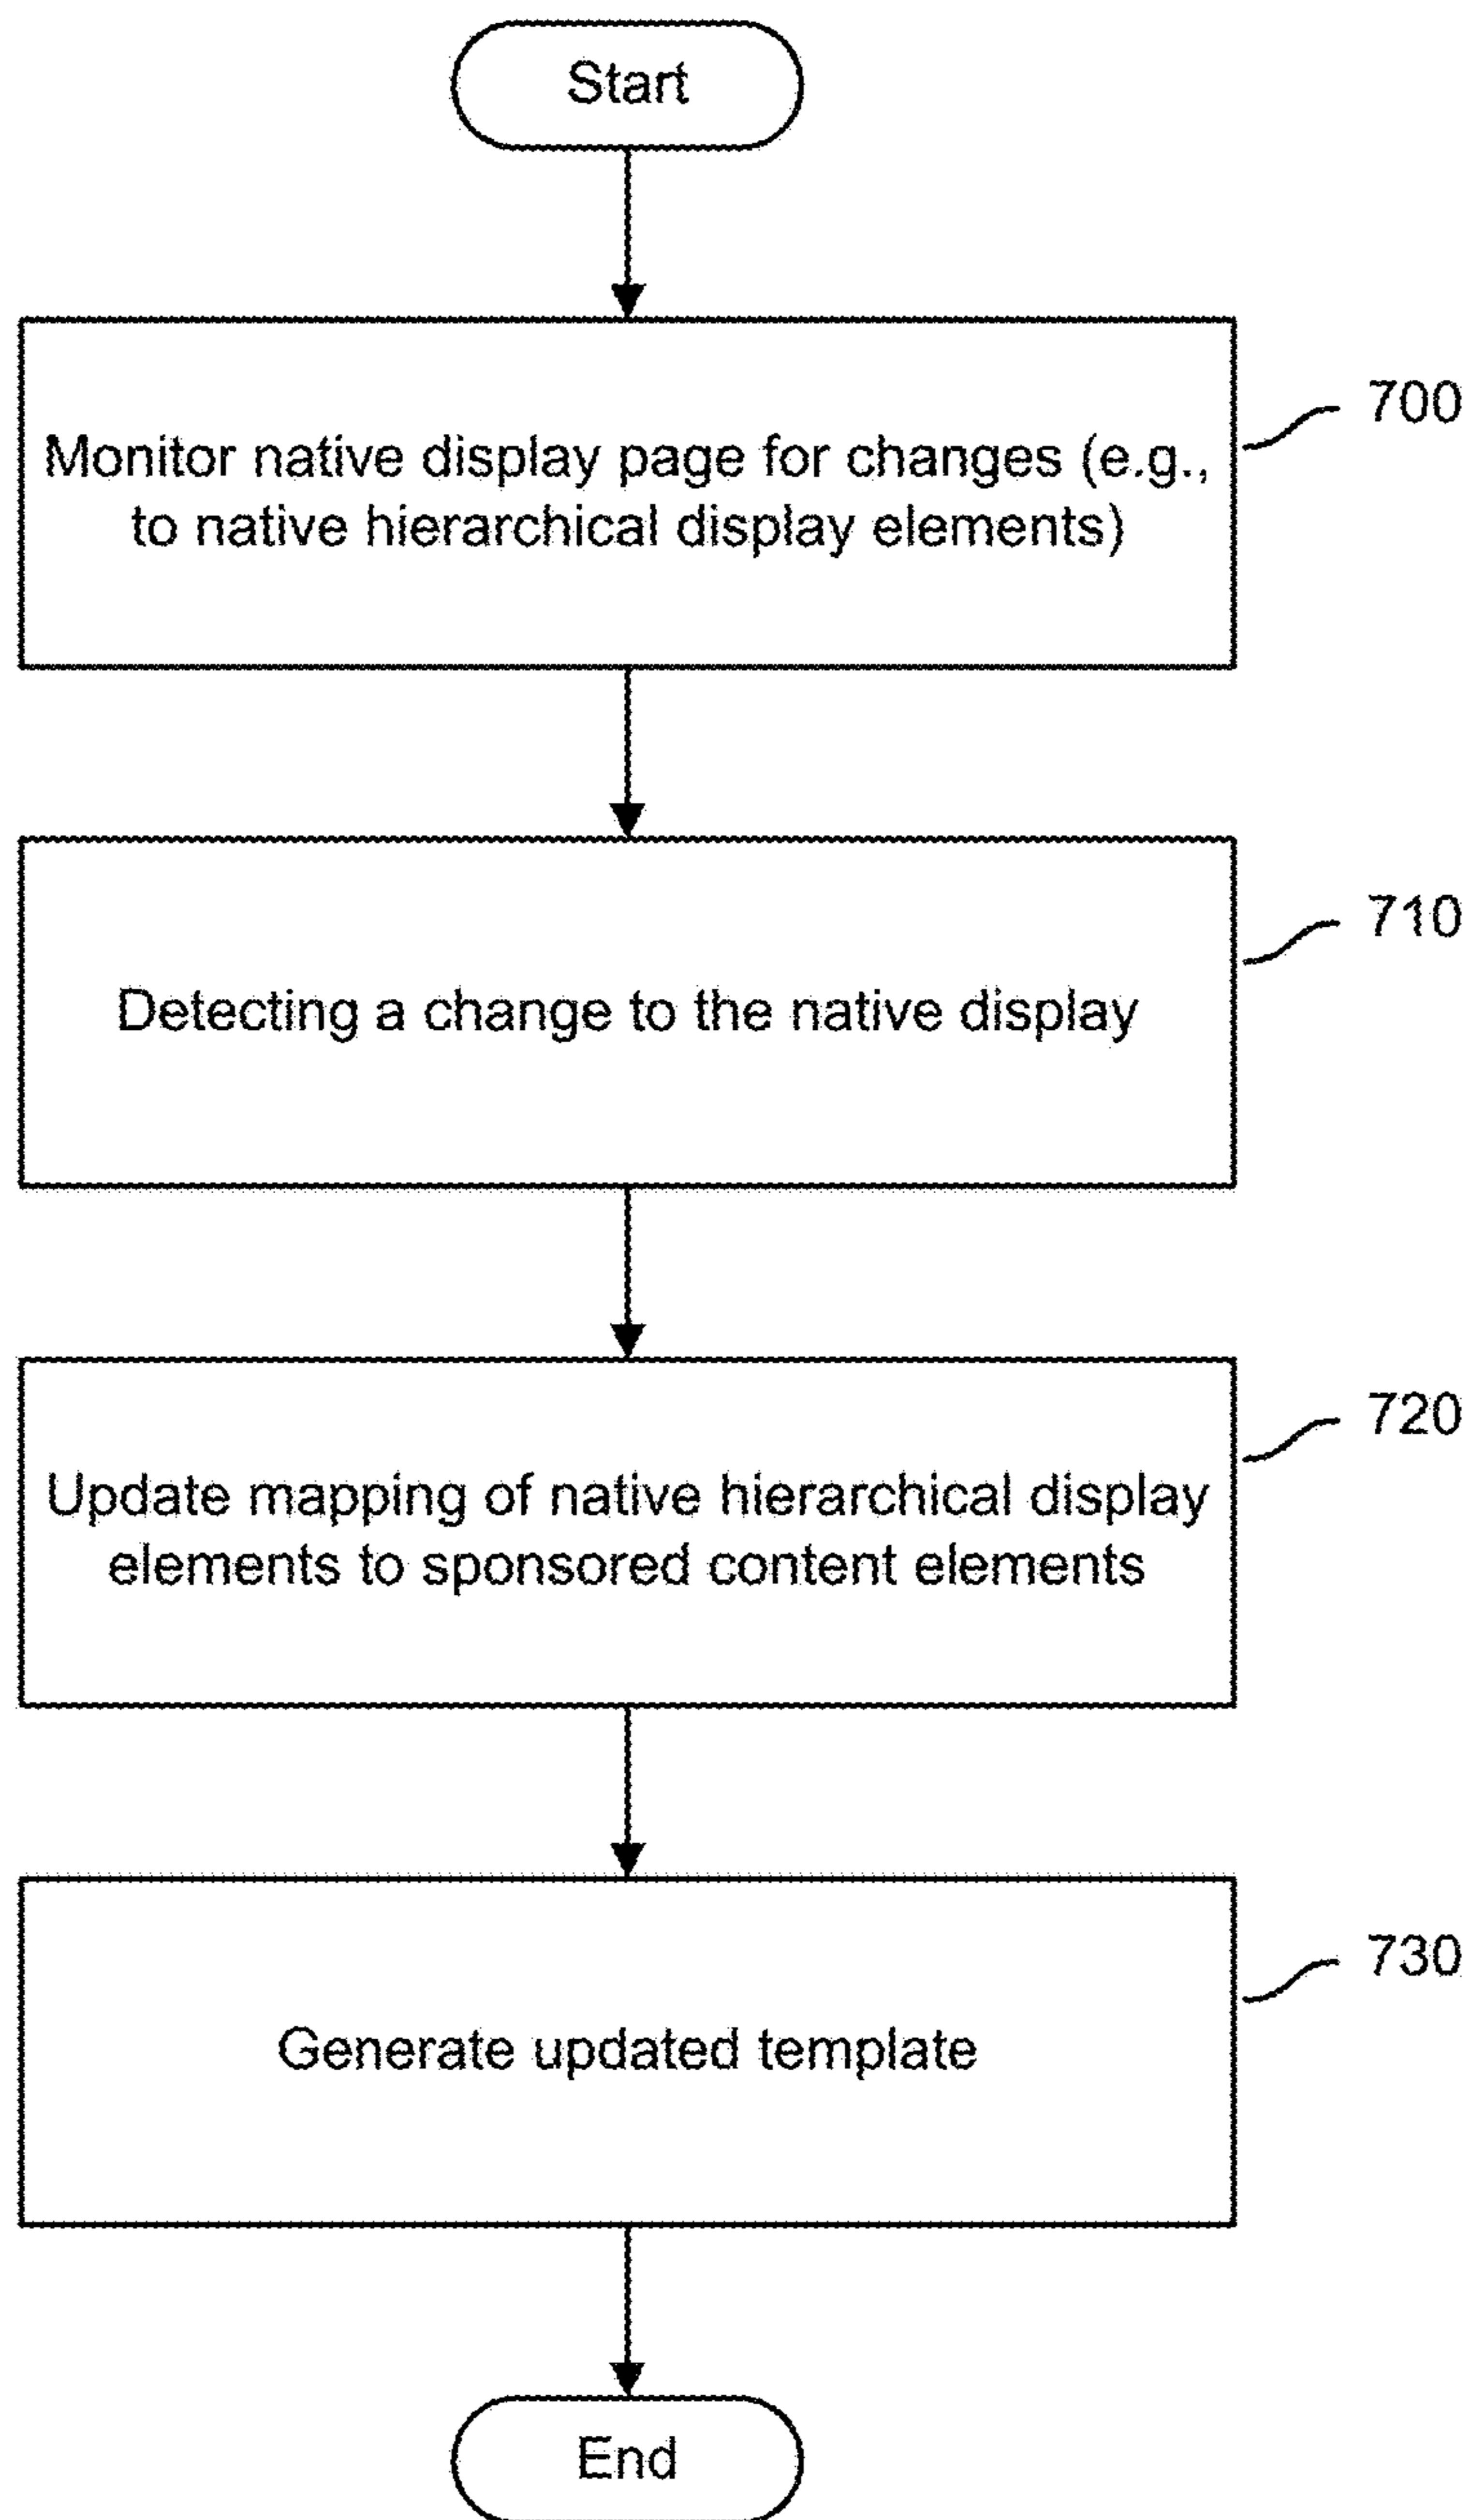 Start
Monitor native display page for changes (e.g.,
to native hierarchical display elements)
700
Detecting a change to the native display
710
Update mapping of native hierarchical display
elements to sponsored content elements
720
Generate updated template
730
End